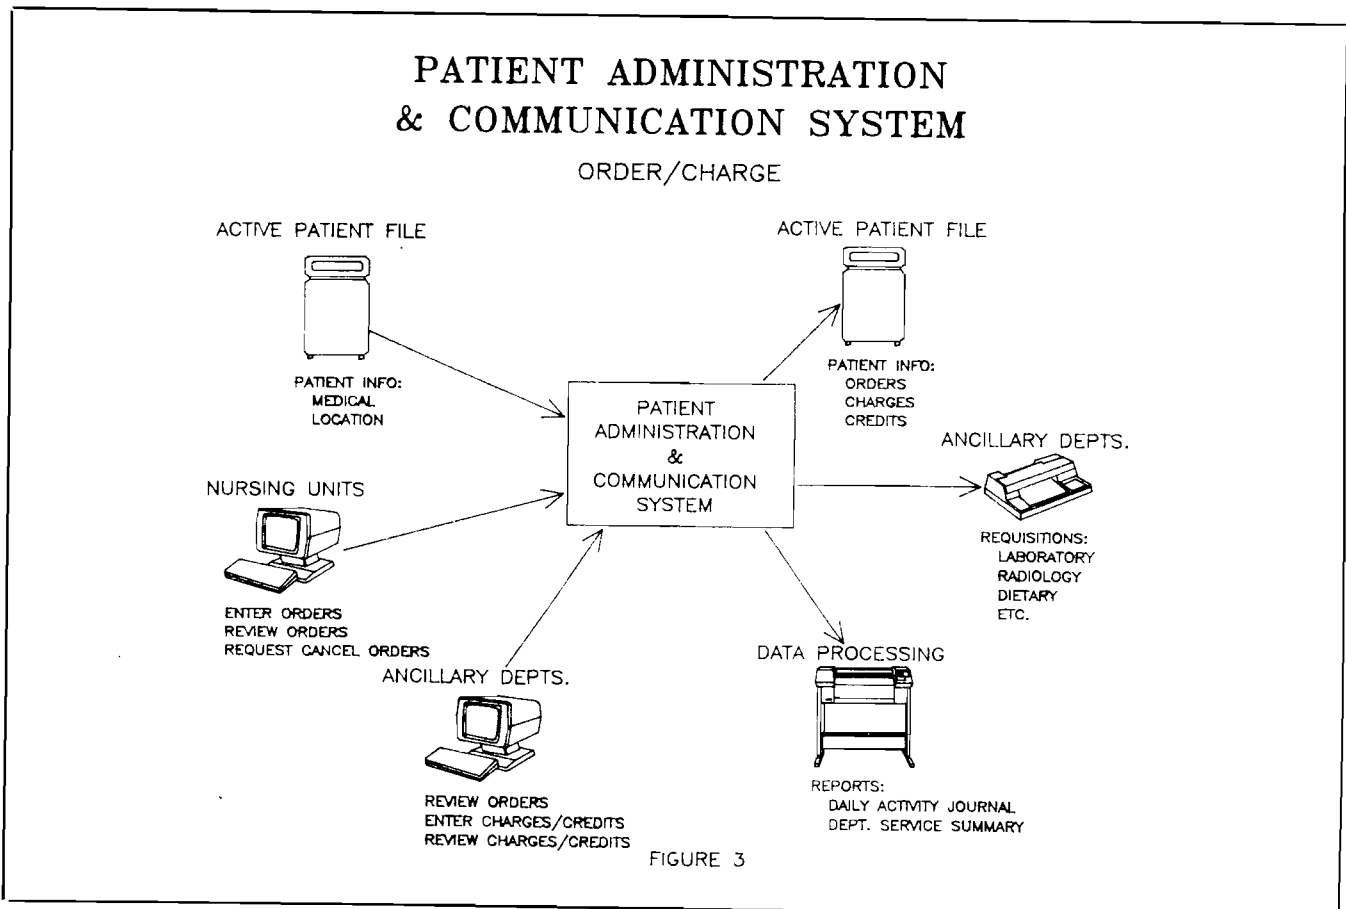 PATIENT ADMINISTRATION
& COMMUNICATION SYSTEM
ORDER/CHARGE
ACTIVE PATIENT FILE
PATIENT INFO:
MEDICAL
LOCATION
NURSING UNITS
ENTER ORDERS
REVIEW ORDERS
REQUEST CANCEL ORDERS
ANCILLARY DEPTS.
REVIEW ORDERS
ENTER CHARGES/CREDITS
REVIEW CHARGES/CREDITS
PATIENT
ADMINISTRATION
&
COMMUNICATION
SYSTEM
ACTIVE PATIENT FILE
PATIENT INFO:
ORDERS
CHARGES
CREDITS
ANCILLARY DEPTS.
REQUISITIONS:
LABORATORY
RADIOLOGY
DIETARY
ETC.
DATA PROCESSING
REPORTS:
DAILY ACTIVITY JOURNAL
DEPT. SERVICE SUMMARY
FIGURE 3